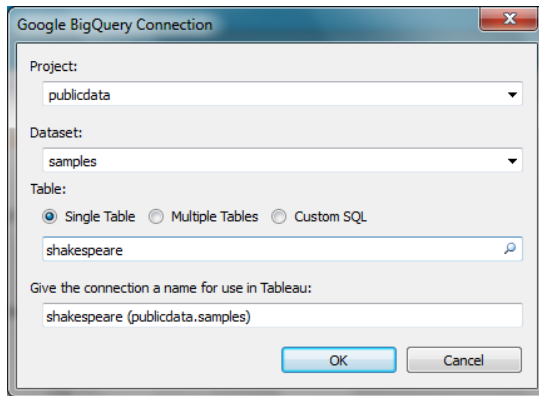 Google BigQuery Connection
Project:
publicdata
Dataset:
samples
Table:
Single Table Multiple Tables Custom SQL
shakespeare
Give the connection a name for use in Tableau:
shakespeare (publicdata.samples)
OK Cancel